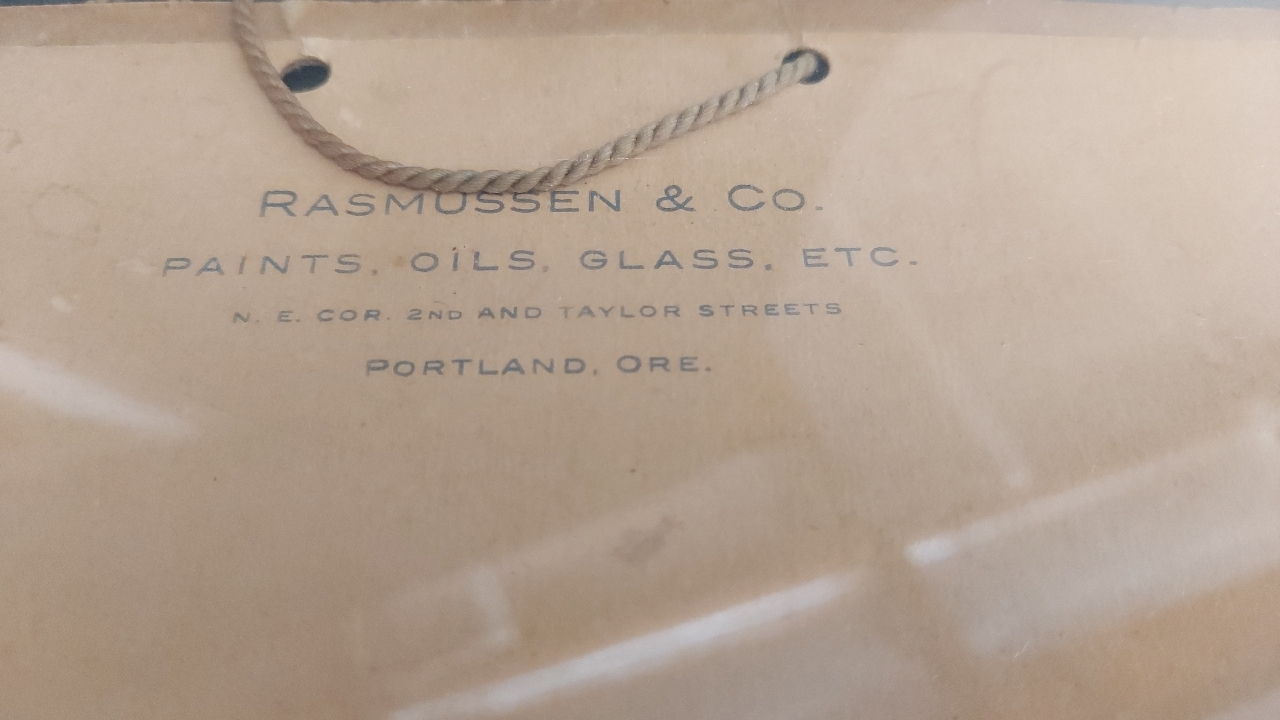 RASMUSSEN & CO.
PAINTS, OILS, GLASS, ETC.
N. E. COR. 2ND AND TAYLOR STREETS
PORTLAND, ORE.